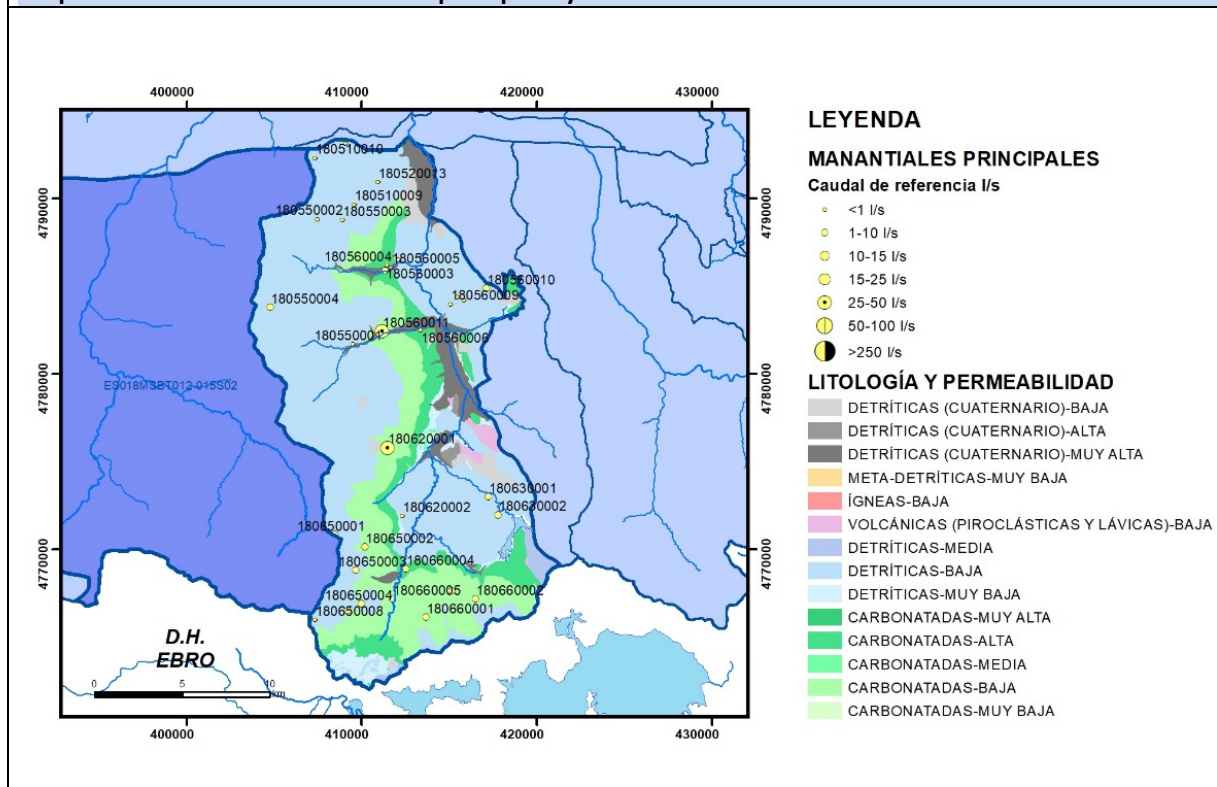 400000 410000 420000 430000
4790000
4780000
4770000
4790000
4780000
4770000
180510010
180520013
180510009
180550002 180550003
180560004 180560005
180560003
180560010
180560009
180550004
180560011
180550001
180560006
ES018MSBT012-015S02
180620001
180630001
180630002
180620002
180650001
180650002
180650003 180660004
180650004 180660005 180660002
180650008 180660001
D.H.
EBRO
0 5 10
km
400000 410000 420000 430000
LEYENDA
MANANTIALES PRINCIPALES
Caudal de referencia l/s
<1 l/s
1-10 l/s
10-15 l/s
15-25 l/s
25-50 l/s
50-100 l/s
>250 l/s
LITOLOGÍA Y PERMEABILIDAD
DETRÍTICAS (CUATERNARIO)-BAJA
DETRÍTICAS (CUATERNARIO)-ALTA
DETRÍTICAS (CUATERNARIO)-MUY ALTA
META-DETRÍTICAS-MUY BAJA
ÍGNEAS-BAJA
VOLCÁNICAS (PIROCLÁSTICAS Y LÁVICAS)-BAJA
DETRÍTICAS-MEDIA
DETRÍTICAS-BAJA
DETRÍTICAS-MUY BAJA
CARBONATADAS-MUY ALTA
CARBONATADAS-ALTA
CARBONATADAS-MEDIA
CARBONATADAS-BAJA
CARBONATADAS-MUY BAJA